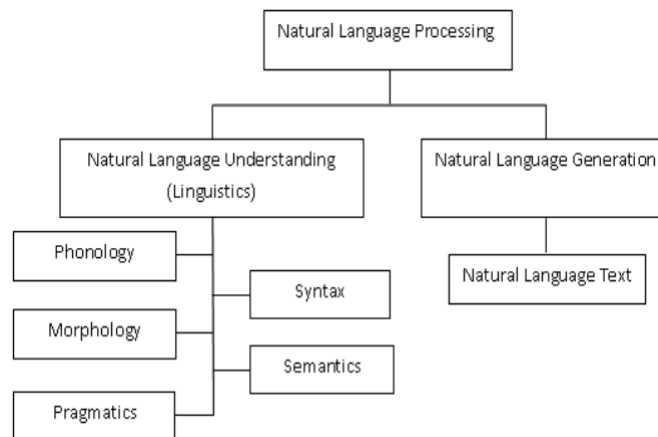 Natural Language Processing
Natural Language Understanding
(Linguistics)
Natural Language Generation
Phonology
Natural Language Text
Syntax
Morphology
Semantics
Pragmatics